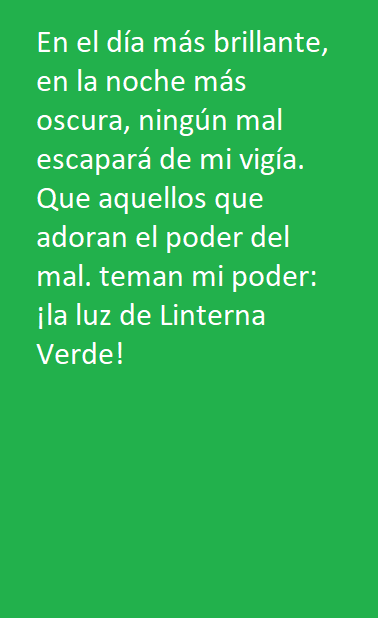 En el día más brillante,
en la noche más
oscura, ningún mal
escapará de mi vigía.
Que aquellos que
adoran el poder del
mal. teman mi poder:
¡la luz de Linterna
Verde!